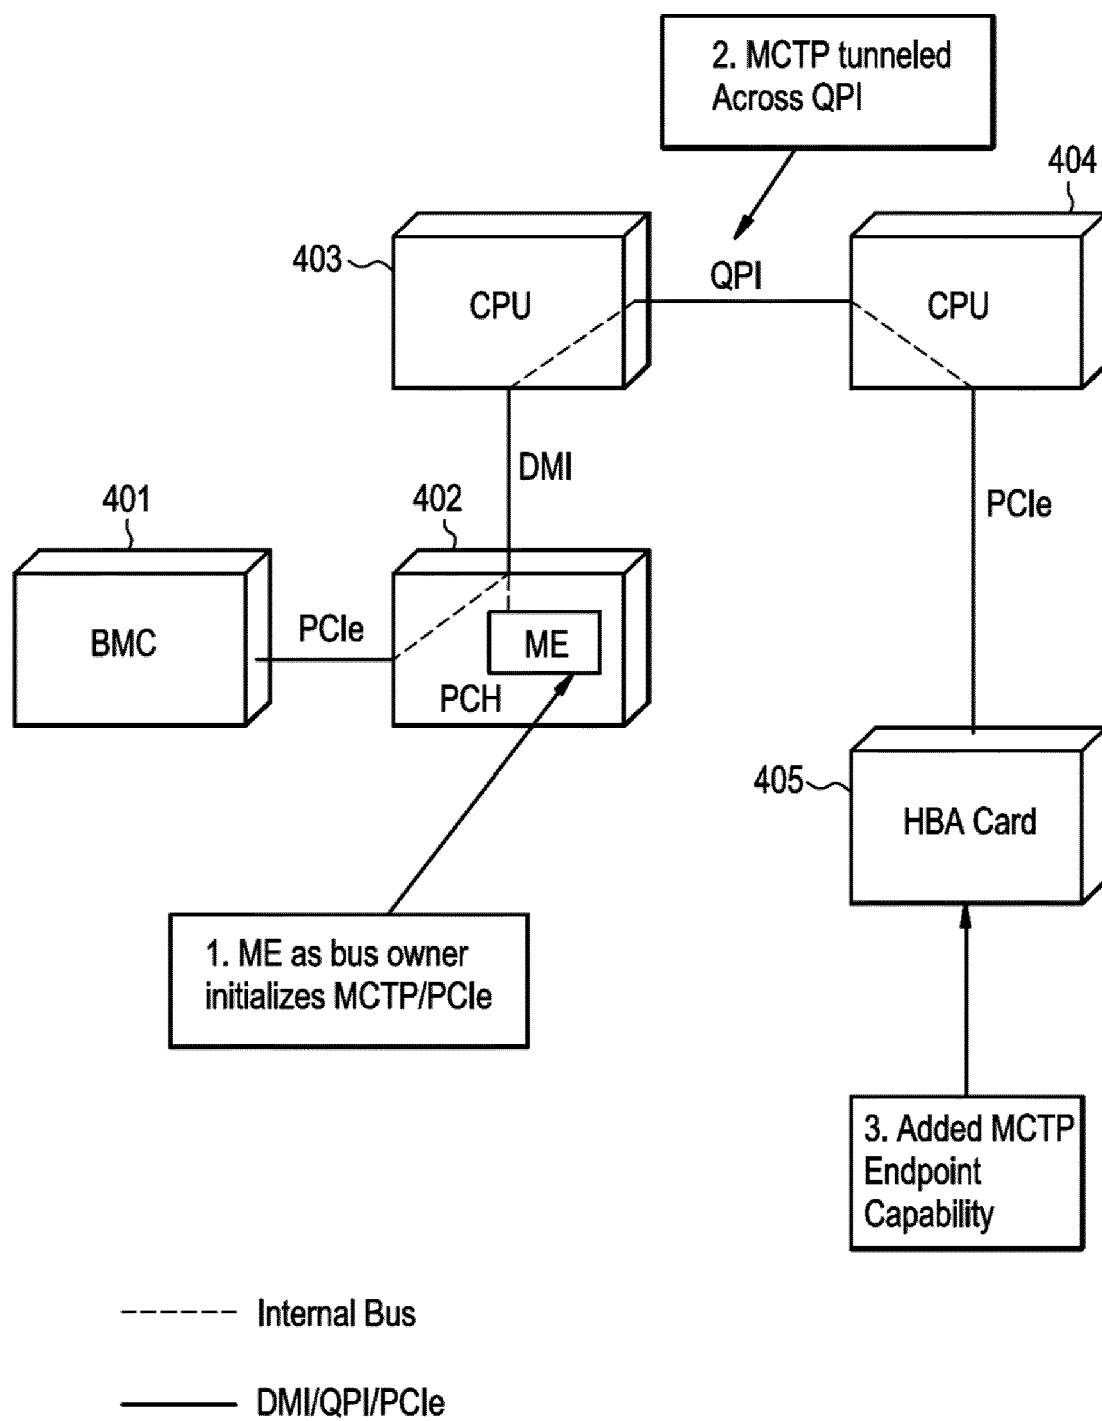 2. MCTP tunneled
Across QPI
404
403
QPI
CPU
CPU
DMI
401
402
PCIe
PCIe
BMC
ME
PCH
405
HBA Card
1. ME as bus owner
initializes MCTP/PCIe
3. Added MCTP
Endpoint
Capability
Internal Bus
DMI/QPI/PCIe